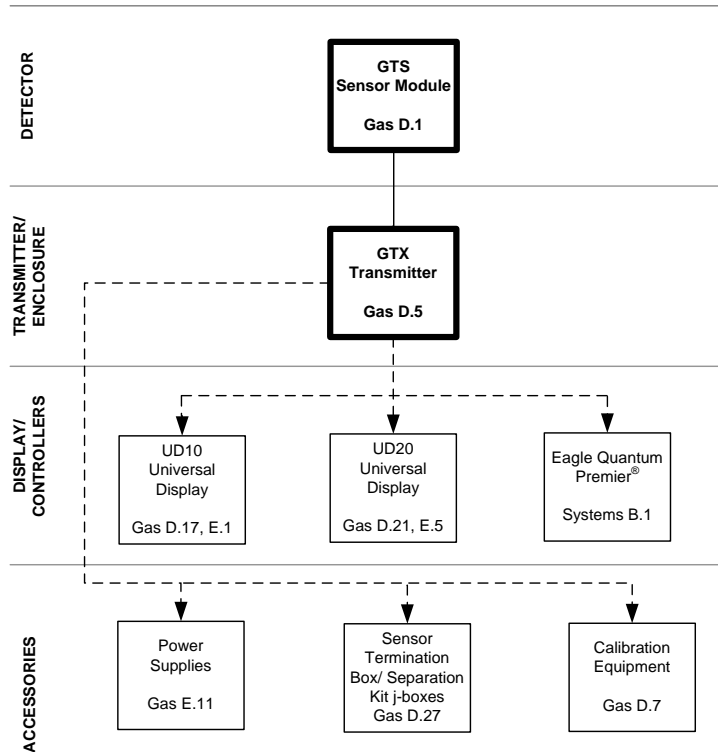 DETECTOR
GTS
Sensor Module
Gas D.1
TRANSMITTER/
ENCLOSURE
GTX
Transmitter
Gas D.5
DISPLAY/
CONTROLLERS
UD10
Universal
Display
Gas D.17, E.1
UD20
Universal
Display
Gas D.21, E.5
Eagle Quantum
Premier®
Systems B.1
ACCESSORIES
Power
Supplies
Gas E.11
Sensor
Termination
Box/ Separation
Kit j-boxes
Gas D.27
Calibration
Equipment
Gas D.7